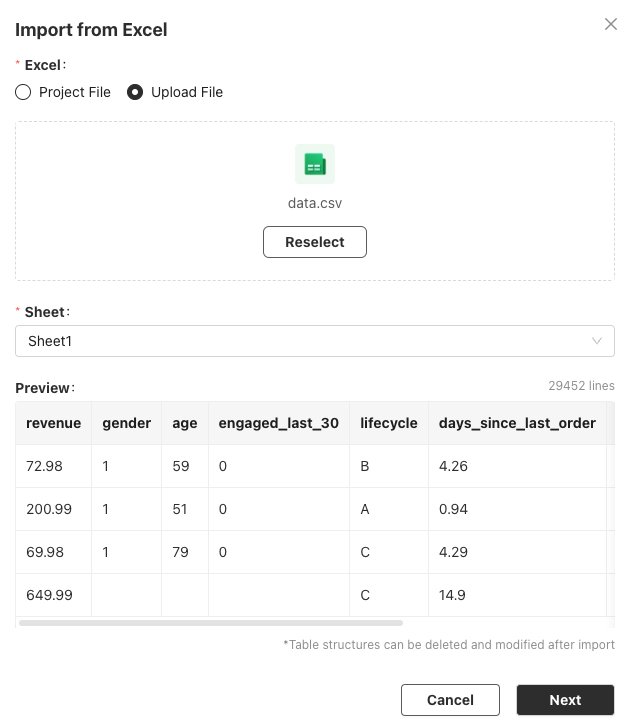 Import from Excel
* Excel:
Project File Upload File
data.csv
Reselect
* Sheet:
Sheet1
Preview: 29452 lines
revenue gender age engaged_last_30 lifecycle days_since_last_order
72.98 1 59 0 B 4.26
200.99 1 51 0 A 0.94
69.98 1 79 0 C 4.29
649.99 C 14.9
*Table structures can be deleted and modified after import
Cancel Next